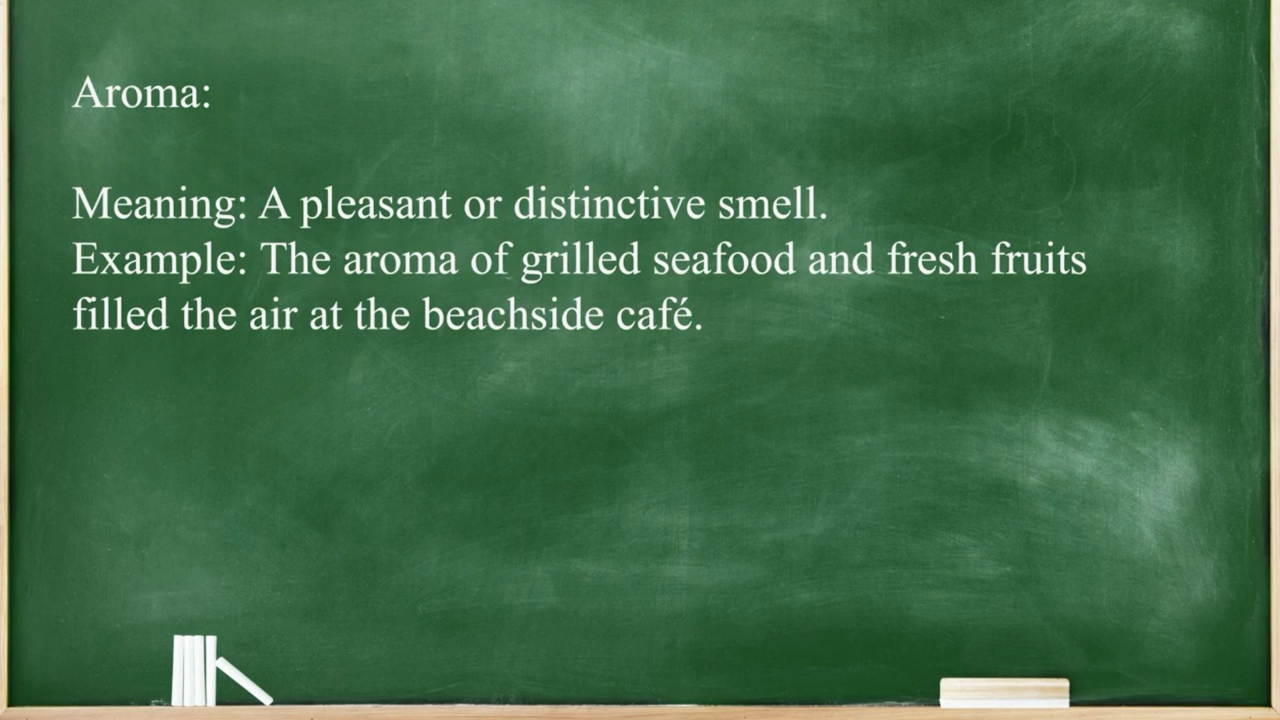 Aroma:
Meaning: A pleasant or distinctive smell.
Example: The aroma of grilled seafood and fresh fruits
filled the air at the beachside café.